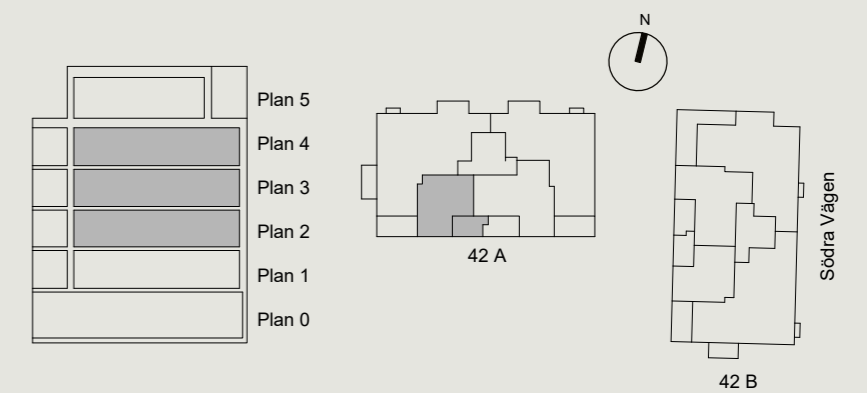 N
Plan 5
Plan 4
Plan 3
Plan 2
Plan 1
Plan 0
42 A
Södra Vägen
42 B